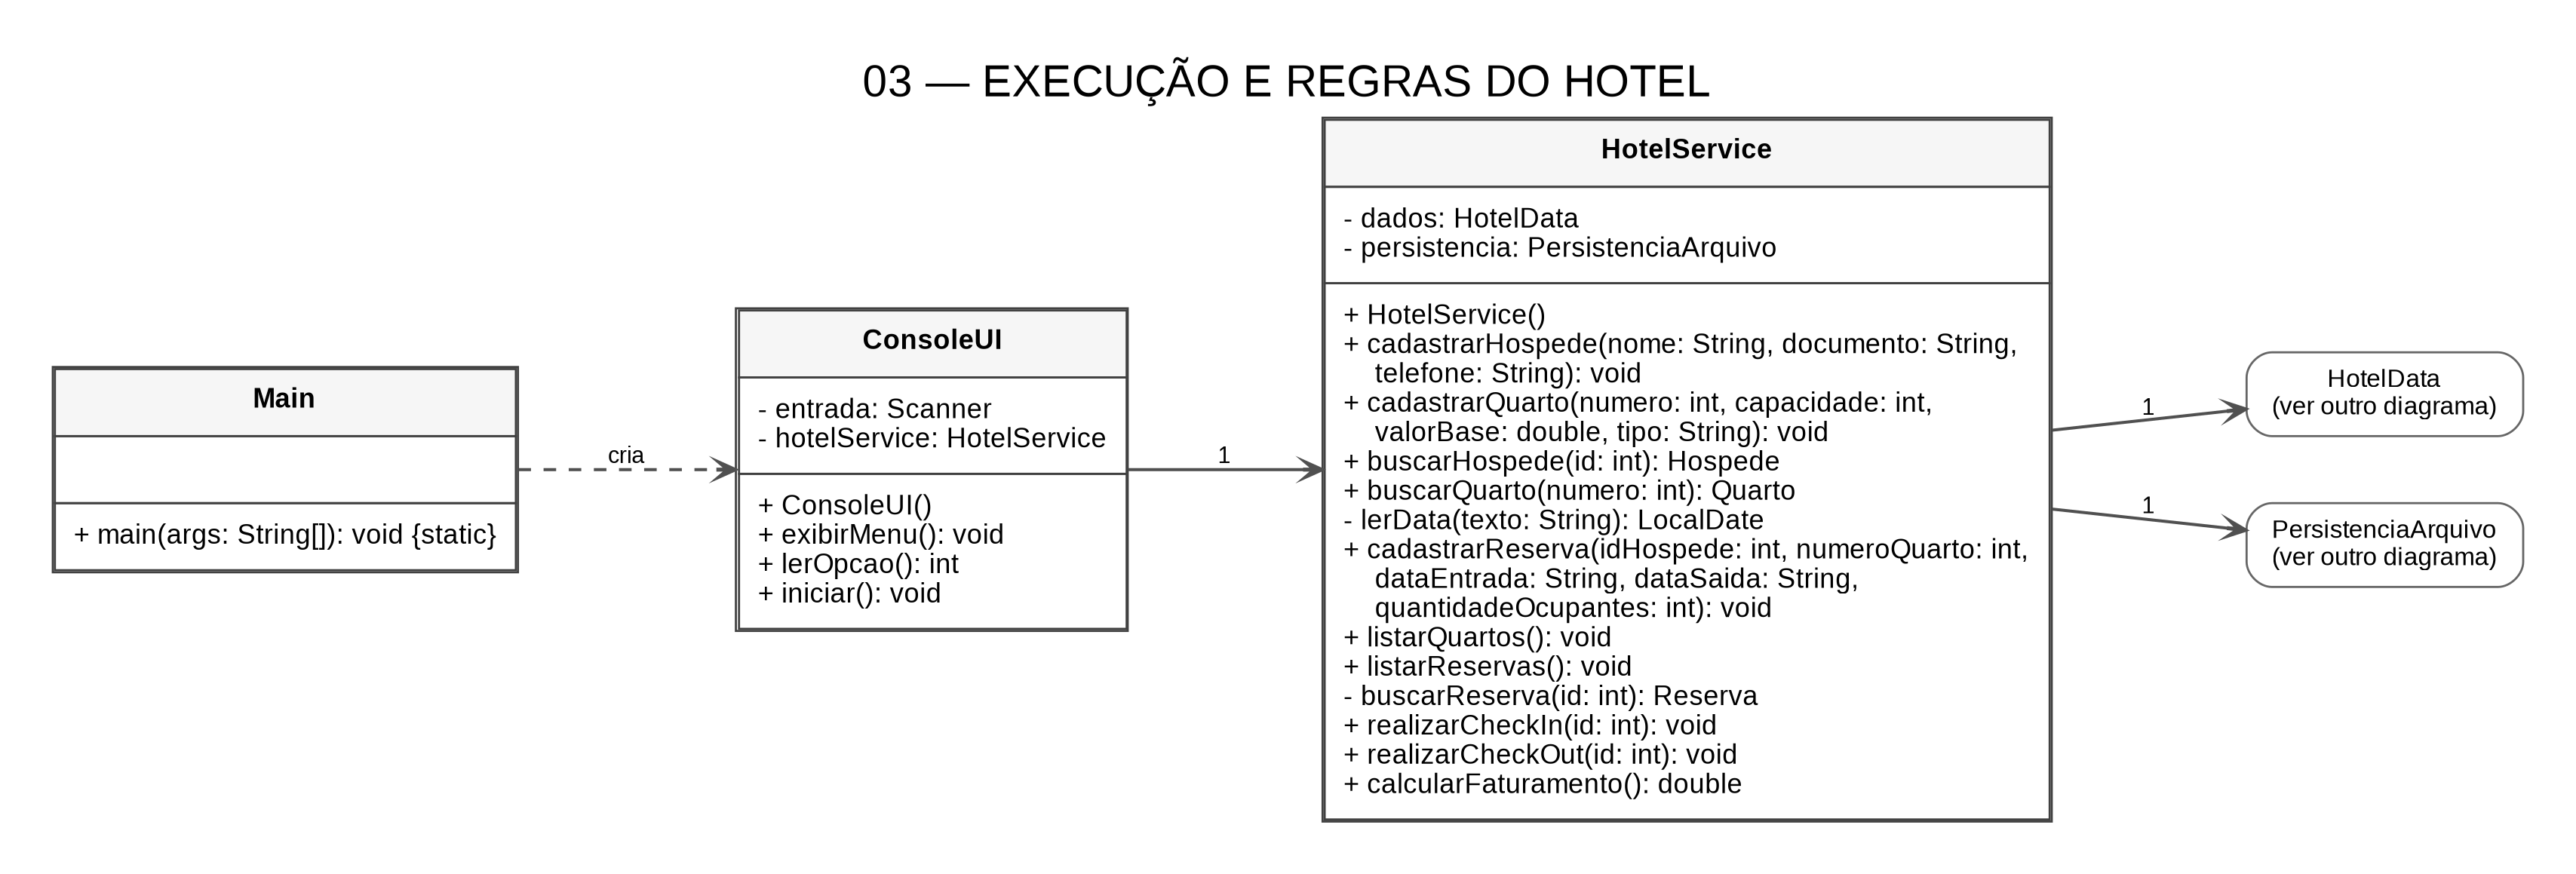 03 — EXECUÇÃO E REGRAS DO HOTEL
Main
+ main(args: String[]): void {static}
cria
ConsoleUI
- entrada: Scanner
- hotelService: HotelService
+ ConsoleUI()
+ exibirMenu(): void
+ lerOpcao(): int
+ iniciar(): void
1
HotelService
- dados: HotelData
- persistencia: PersistenciaArquivo
+ HotelService()
+ cadastrarHospede(nome: String, documento: String,
telefone: String): void
+ cadastrarQuarto(numero: int, capacidade: int,
valorBase: double, tipo: String): void
+ buscarHospede(id: int): Hospede
+ buscarQuarto(numero: int): Quarto
- lerData(texto: String): LocalDate
+ cadastrarReserva(idHospede: int, numeroQuarto: int,
dataEntrada: String, dataSaida: String,
quantidadeOcupantes: int): void
+ listarQuartos(): void
+ listarReservas(): void
- buscarReserva(id: int): Reserva
+ realizarCheckIn(id: int): void
+ realizarCheckOut(id: int): void
+ calcularFaturamento(): double
1
HotelData
(ver outro diagrama)
1
PersistenciaArquivo
(ver outro diagrama)